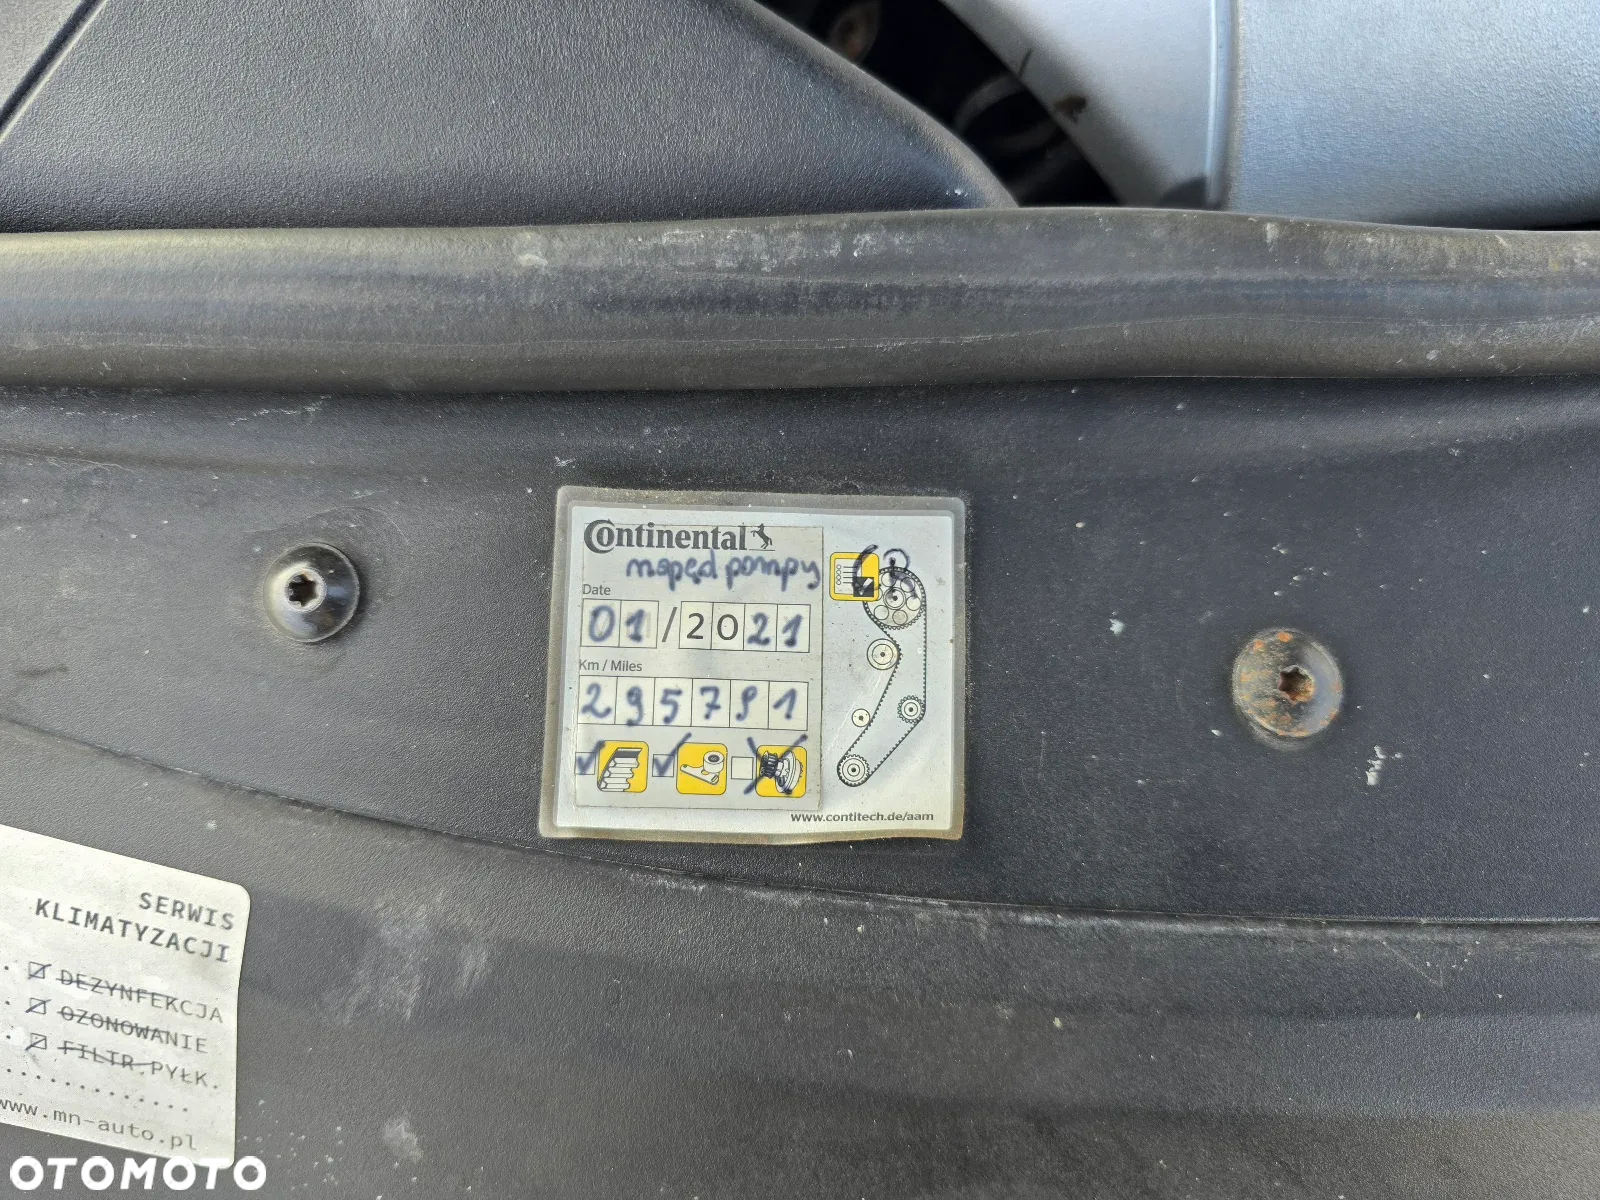 Continental
napęd pompy
Date
01/2021
Km / Miles
295791
www.contitech.de/aam
SERWIS
KLIMATYZACJI
DEZYNFEKCJA
OZONOWANIE
FILTR.PYŁK.
www.mn-auto.pl
OTOMOTO